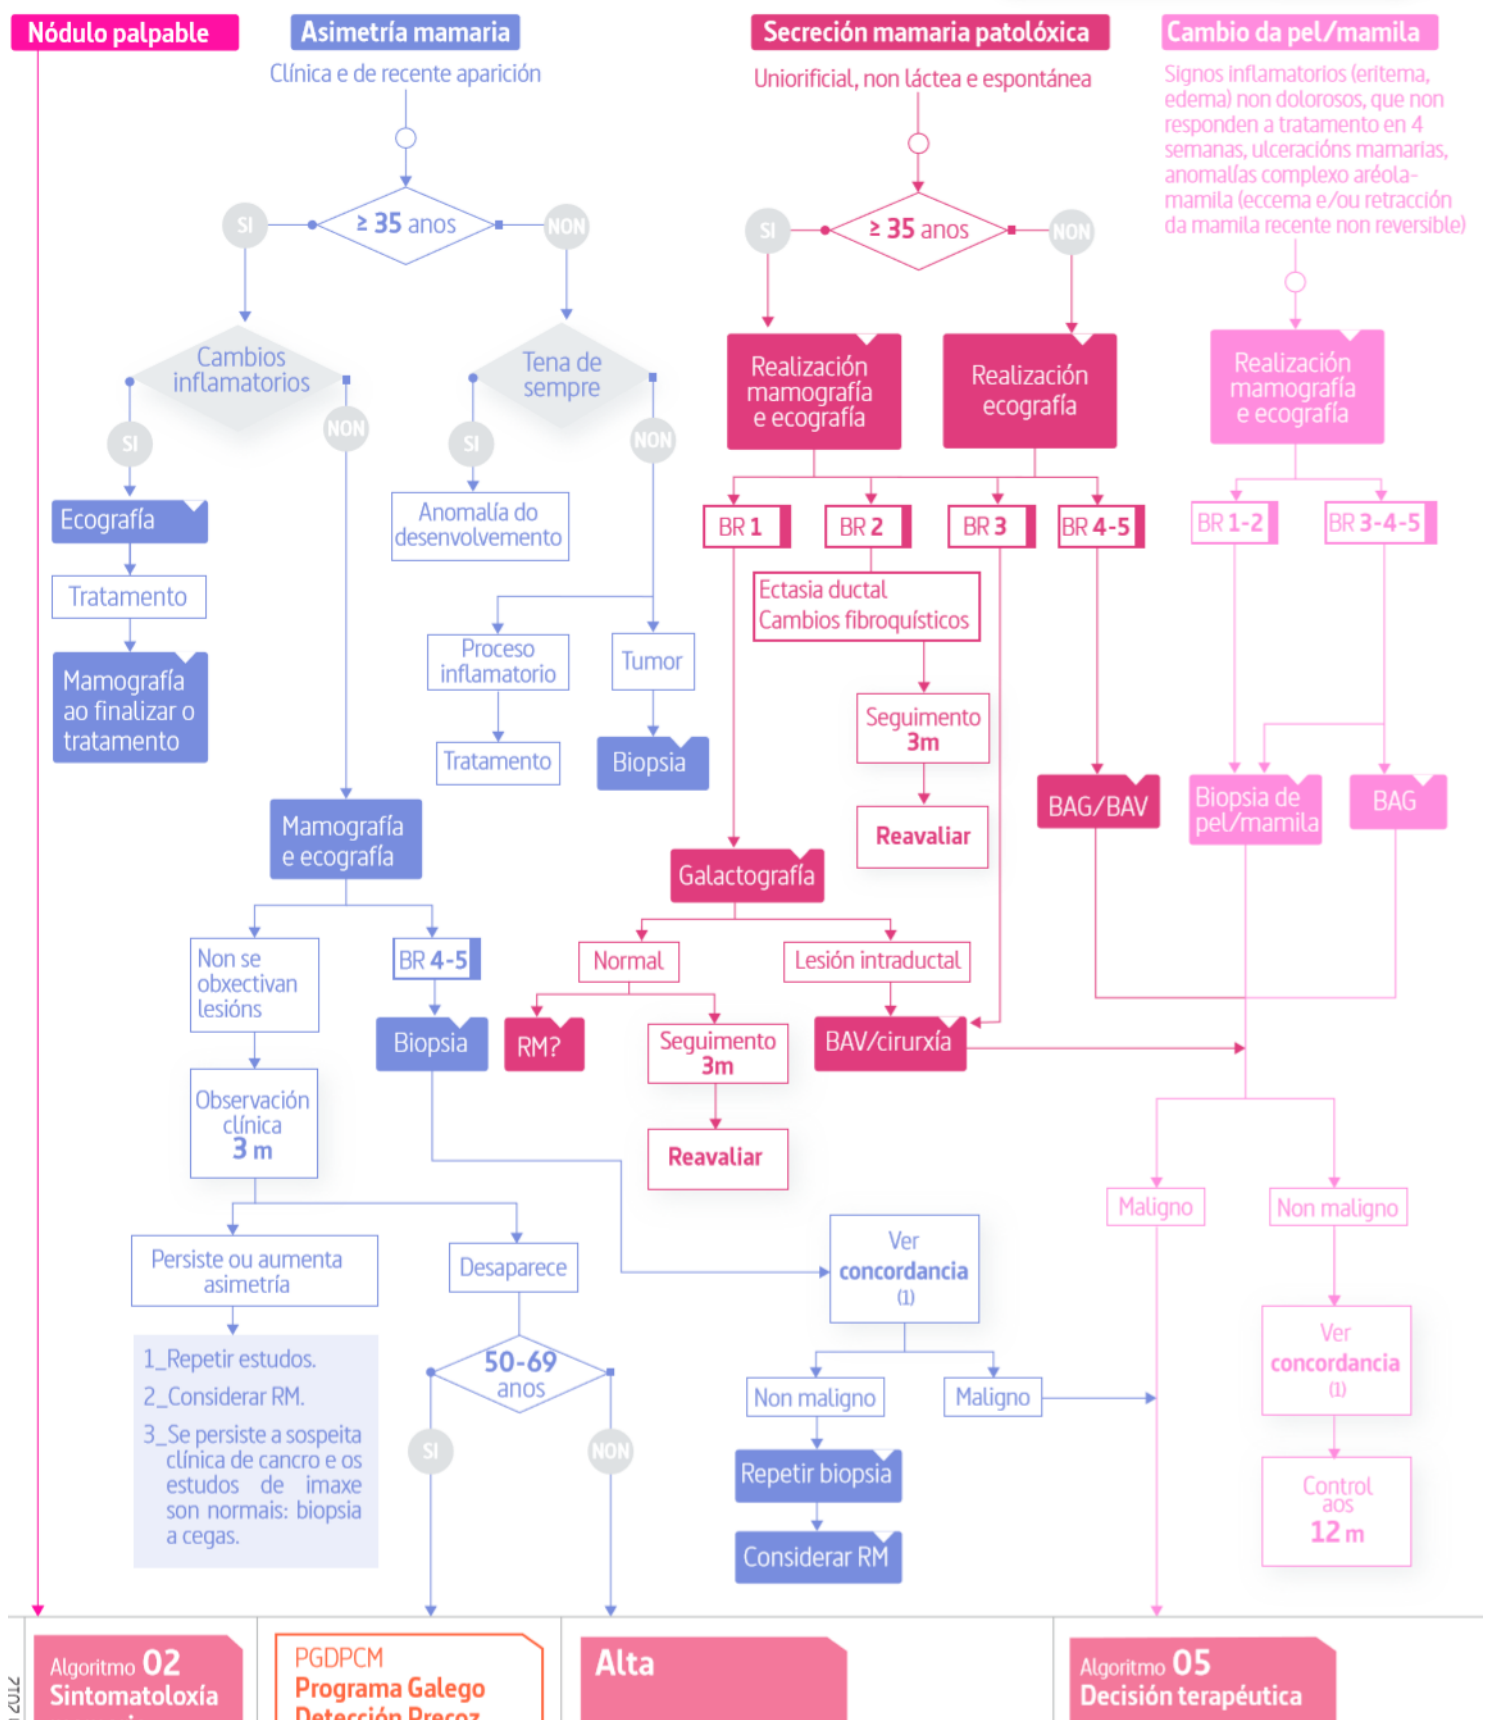 Nódulo palpable
Asimetría mamaria
Clínica e de recente aparición
≥ 35 anos
SI
NON
Cambios
inflamatorios
SI
NON
Ecografía
Tratamento
Mamografía
ao finalizar o
tratamento
Tena de
sempre
SI
NON
Anomalía do
desenvolvemento
Proceso
inflamatorio
Tratamento
Tumor
Biopsia
Mamografía
e ecografía
Non se
obxectivan
lesións
BR 4-5
Biopsia
Observación
clínica
3 m
Persiste ou aumenta
asimetría
1_Repetir estudos.
2_Considerar RM.
3_Se persiste a sospeita
clínica de cancro e os
estudos de imaxe
son normais: biopsia
a cegas.
Desaparece
50-69
anos
SI
NON
Ver
concordancia
(1)
Non maligno
Maligno
Repetir biopsia
Considerar RM
Secreción mamaria patolóxica
Uniorificial, non láctea e espontánea
≥ 35 anos
SI
NON
Realización
mamografía
e ecografía
Realización
ecografía
BR 1
BR 2
BR 3
BR 4-5
Ectasia ductal
Cambios fibroquísticos
Seguimento
3m
Reavaliar
BAG/BAV
Galactografía
Normal
Lesión intraductal
RM?
Seguimento
3m
Reavaliar
BAV/cirurxía
Cambio da pel/mamila
Signos inflamatorios (eritema,
edema) non dolorosos, que non
responden a tratamento en 4
semanas, ulceracións mamarias,
anomalías complexo aréola-
mamila (eccema e/ou retracción
da mamila recente non reversible)
Realización
mamografía
e ecografía
BR 1-2
BR 3-4-5
Biopsia de
pel/mamila
BAG
Maligno
Non maligno
Ver
concordancia
(1)
Control
aos
12 m
2012
Algoritmo 02
Sintomatoloxía
PGDPCM
Programa Galego
Detección Precoz
Alta
Algoritmo 05
Decisión terapéutica